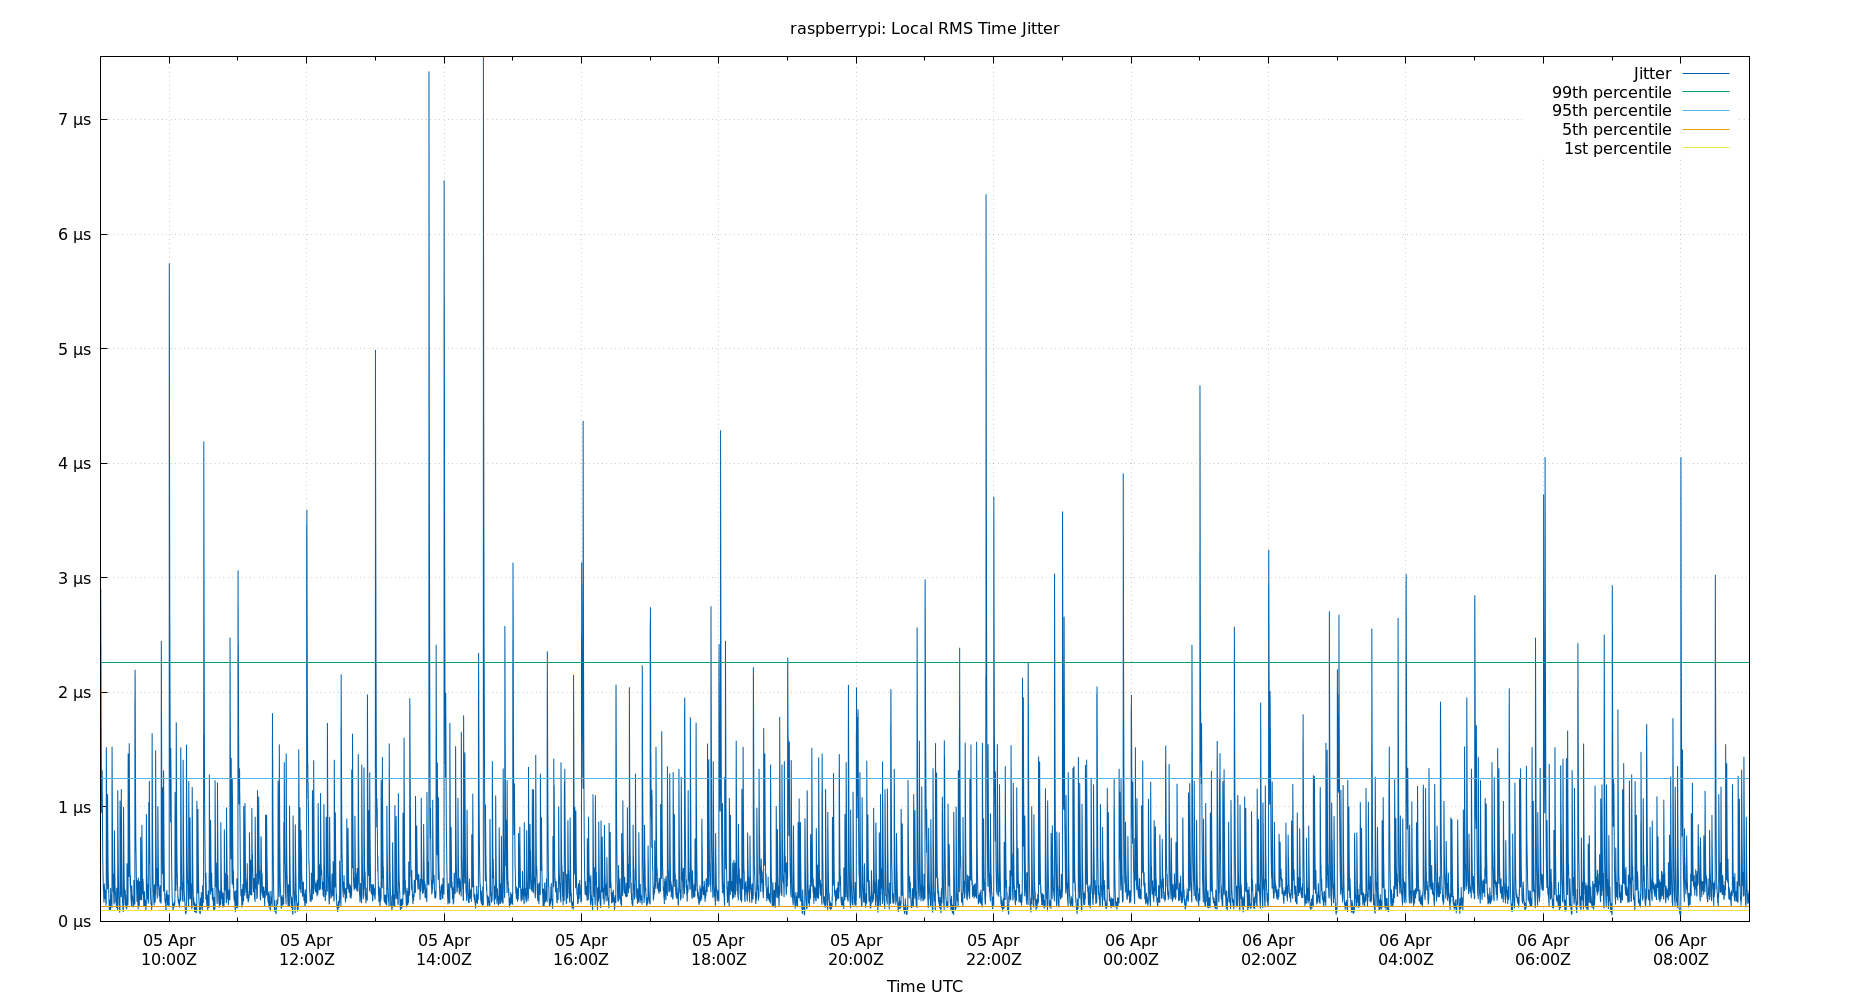 raspberrypi: Local RMS Time Jitter
Jitter
99th percentile
95th percentile
5th percentile
1st percentile
7 µs
6 µs
5 µs
4 µs
3 µs
2 µs
1 µs
0 µs
05 Apr 05 Apr 05 Apr 05 Apr 05 Apr 05 Apr 05 Apr 06 Apr 06 Apr 06 Apr 06 Apr 06 Apr
10:00Z 12:00Z 14:00Z 16:00Z 18:00Z 20:00Z 22:00Z 00:00Z 02:00Z 04:00Z 06:00Z 08:00Z
Time UTC